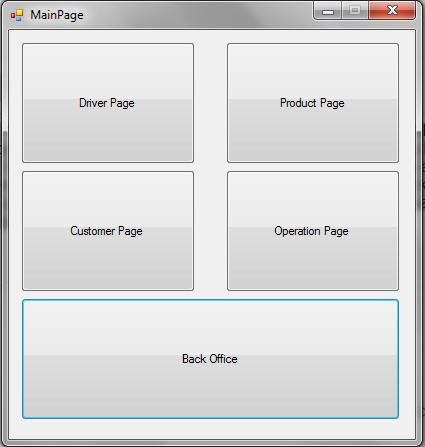 MainPage
Driver Page
Product Page
Customer Page
Operation Page
Back Office